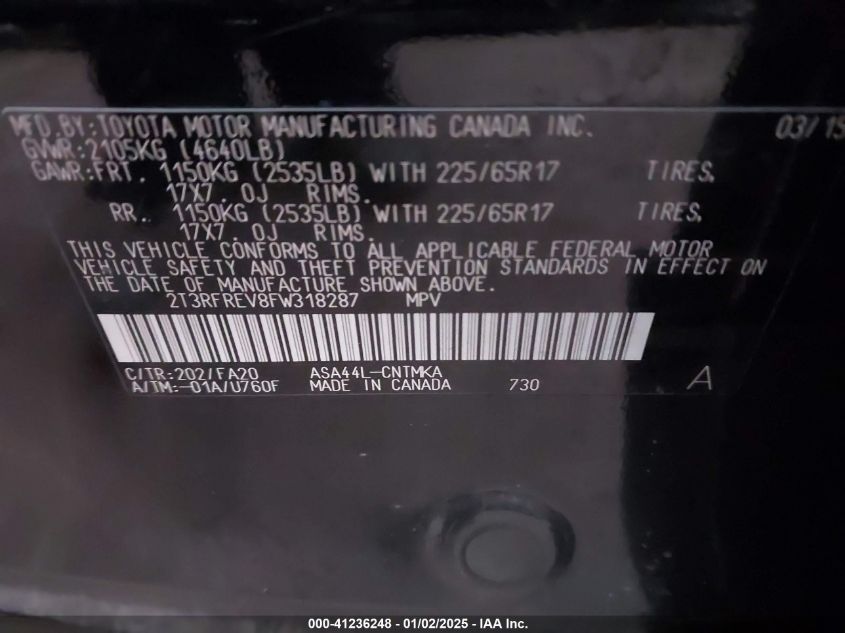 MFD.BY:TOYOTA MOTOR MANUFACTURING CANADA INC. 03/15
GVWR:2105KG (4640LB)
GAWR:FRT. 1150KG (2535LB) WITH 225/65R17 TIRES,
17X7.0J RIMS.
RR. 1150KG (2535LB) WITH 225/65R17 TIRES,
17X7.0J RIMS.
THIS VEHICLE CONFORMS TO ALL APPLICABLE FEDERAL MOTOR
VEHICLE SAFETY AND THEFT PREVENTION STANDARDS IN EFFECT ON
THE DATE OF MANUFACTURE SHOWN ABOVE.
2T3RFREV8FW318287 MPV
C/TR:202/FA20 ASA44L-CNTMKA
A/TM:-01A/U760F MADE IN CANADA 730 A
000-41236248 - 01/02/2025 - IAA Inc.